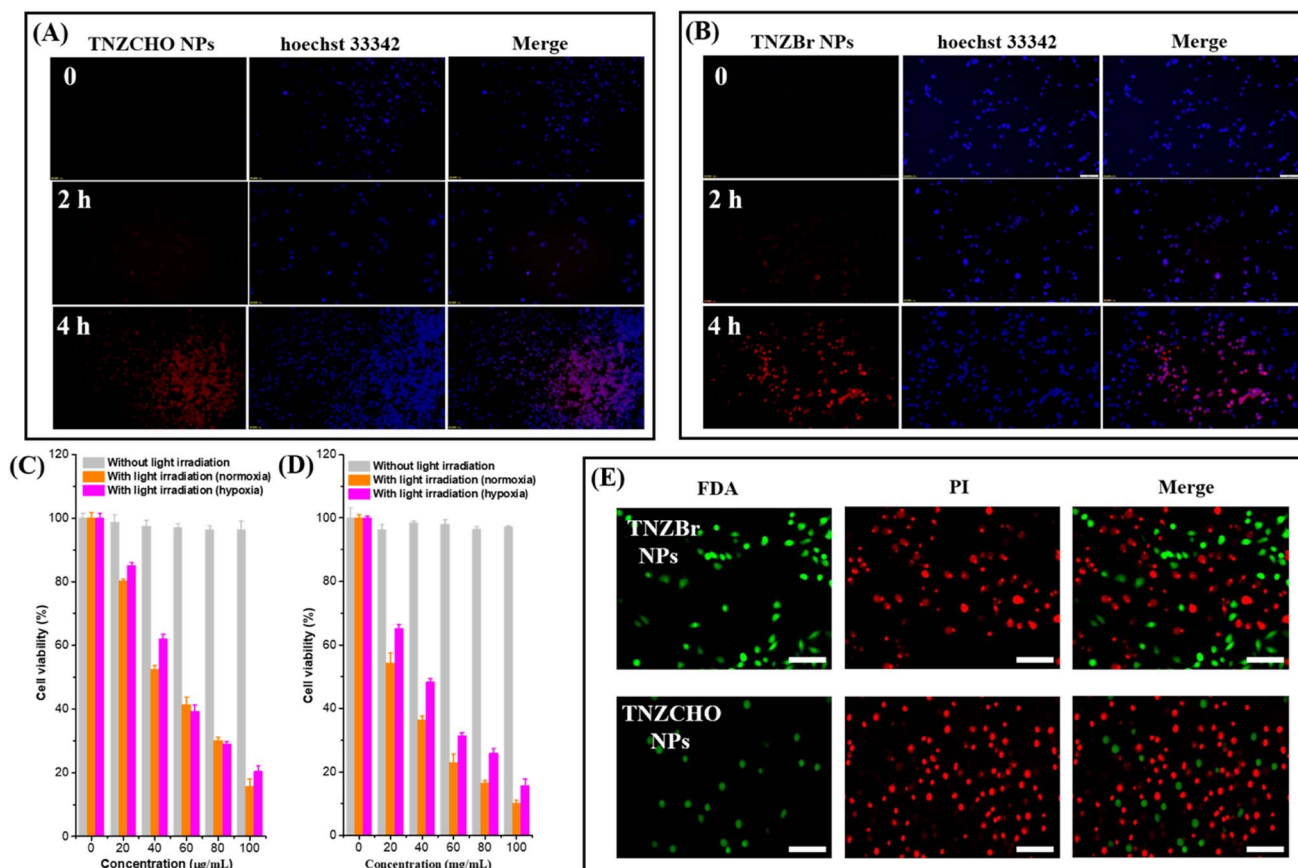 (A)
TNZCHO NPs hoechst 33342 Merge
0
2 h
4 h
(B)
TNZBr NPs hoechst 33342 Merge
0
2 h
4 h
(C)
Without light irradiation
With light irradiation (normoxia)
With light irradiation (hypoxia)
Cell viability (%)
120
100
80
60
40
20
0
0 20 40 60 80 100
Concentration (μg/mL)
(D)
Without light irradiation
With light irradiation (normoxia)
With light irradiation (hypoxia)
Cell viability (%)
120
100
80
60
40
20
0
0 20 40 60 80 100
Concentration (mg/mL)
(E)
FDA PI Merge
TNZBr
NPs
TNZCHO
NPs